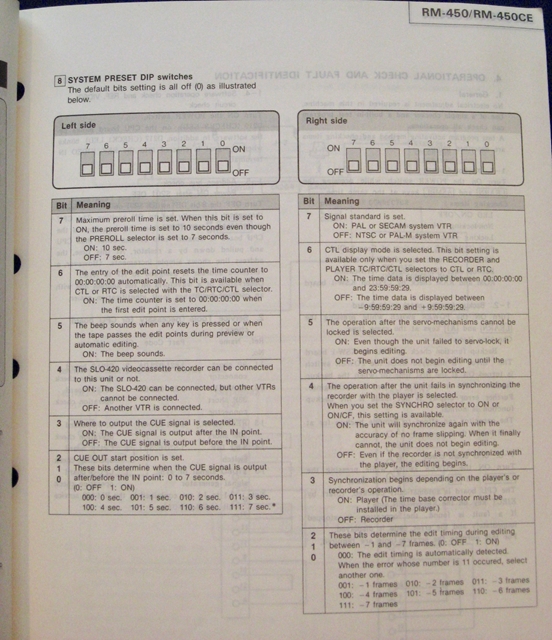 RM-450/RM-450CE
8 SYSTEM PRESET DIP switches
The default bits setting is all off (0) as illustrated
below.
Left side
7 6 5 4 3 2 1 0
ON
OFF
Bit Meaning
7 Maximum preroll time is set. When this bit is set to
ON, the preroll time is set to 10 seconds even though
the PREROLL selector is set to 7 seconds.
ON: 10 sec.
OFF: 7 sec.
6 The entry of the edit point resets the time counter to
00:00:00:00 automatically. This bit is available when
CTL or RTC is selected with the TC/RTC/CTL selector.
ON: The time counter is set to 00:00:00:00 when
the first edit point is entered.
5 The beep sounds when any key is pressed or when
the tape passes the edit points during preview or
automatic editing.
ON: The beep sounds.
4 The SLO-420 videocassette recorder can be connected
to this unit or not.
ON: The SLO-420 can be connected, but other VTRs
cannot be connected.
OFF: Another VTR is connected.
3 Where to output the CUE signal is selected.
ON: The CUE signal is output after the IN point.
OFF: The CUE signal is output before the IN point.
2 CUE OUT start position is set.
1 These bits determine when the CUE signal is output
0 after/before the IN point: 0 to 7 seconds.
(0: OFF 1: ON)
000: 0 sec. 001: 1 sec. 010: 2 sec. 011: 3 sec.
100: 4 sec. 101: 5 sec. 110: 6 sec. 111: 7 sec.*
Right side
7 6 5 4 3 2 1 0
ON
OFF
Bit Meaning
7 Signal standard is set.
ON: PAL or SECAM system VTR
OFF: NTSC or PAL-M system VTR
6 CTL display mode is selected. This bit setting is
available only when you set the RECORDER and
PLAYER TC/RTC/CTL selectors to CTL or RTC.
ON: The time data is displayed between 00:00:00:00
and 23:59:59:29.
OFF: The time data is displayed between
−9:59:59:29 and +9:59:59:29.
5 The operation after the servo-mechanisms cannot be
locked is selected.
ON: Even though the unit failed to servo-lock, it
begins editing.
OFF: The unit does not begin editing until the
servo-mechanisms are locked.
4 The operation after the unit fails in synchronizing the
recorder with the player is selected.
When you set the SYNCHRO selector to ON or
ON/CF, this setting is available.
ON: The unit will synchronize again with the
accuracy of no frame slipping. When it finally
cannot, the unit does not begin editing.
OFF: Even if the recorder is not synchronized with
the player, the editing begins.
3 Synchronization begins depending on the player's or
recorder's operation.
ON: Player (The time base corrector must be
installed in the player.)
OFF: Recorder
2 These bits determine the edit timing during editing
1 between −1 and −7 frames. (0: OFF 1: ON)
0 000: The edit timing is automatically detected.
When the error whose number is 11 occured, select
another one.
001: −1 frames 010: −2 frames 011: −3 frames
100: −4 frames 101: −5 frames 110: −6 frames
111: −7 frames